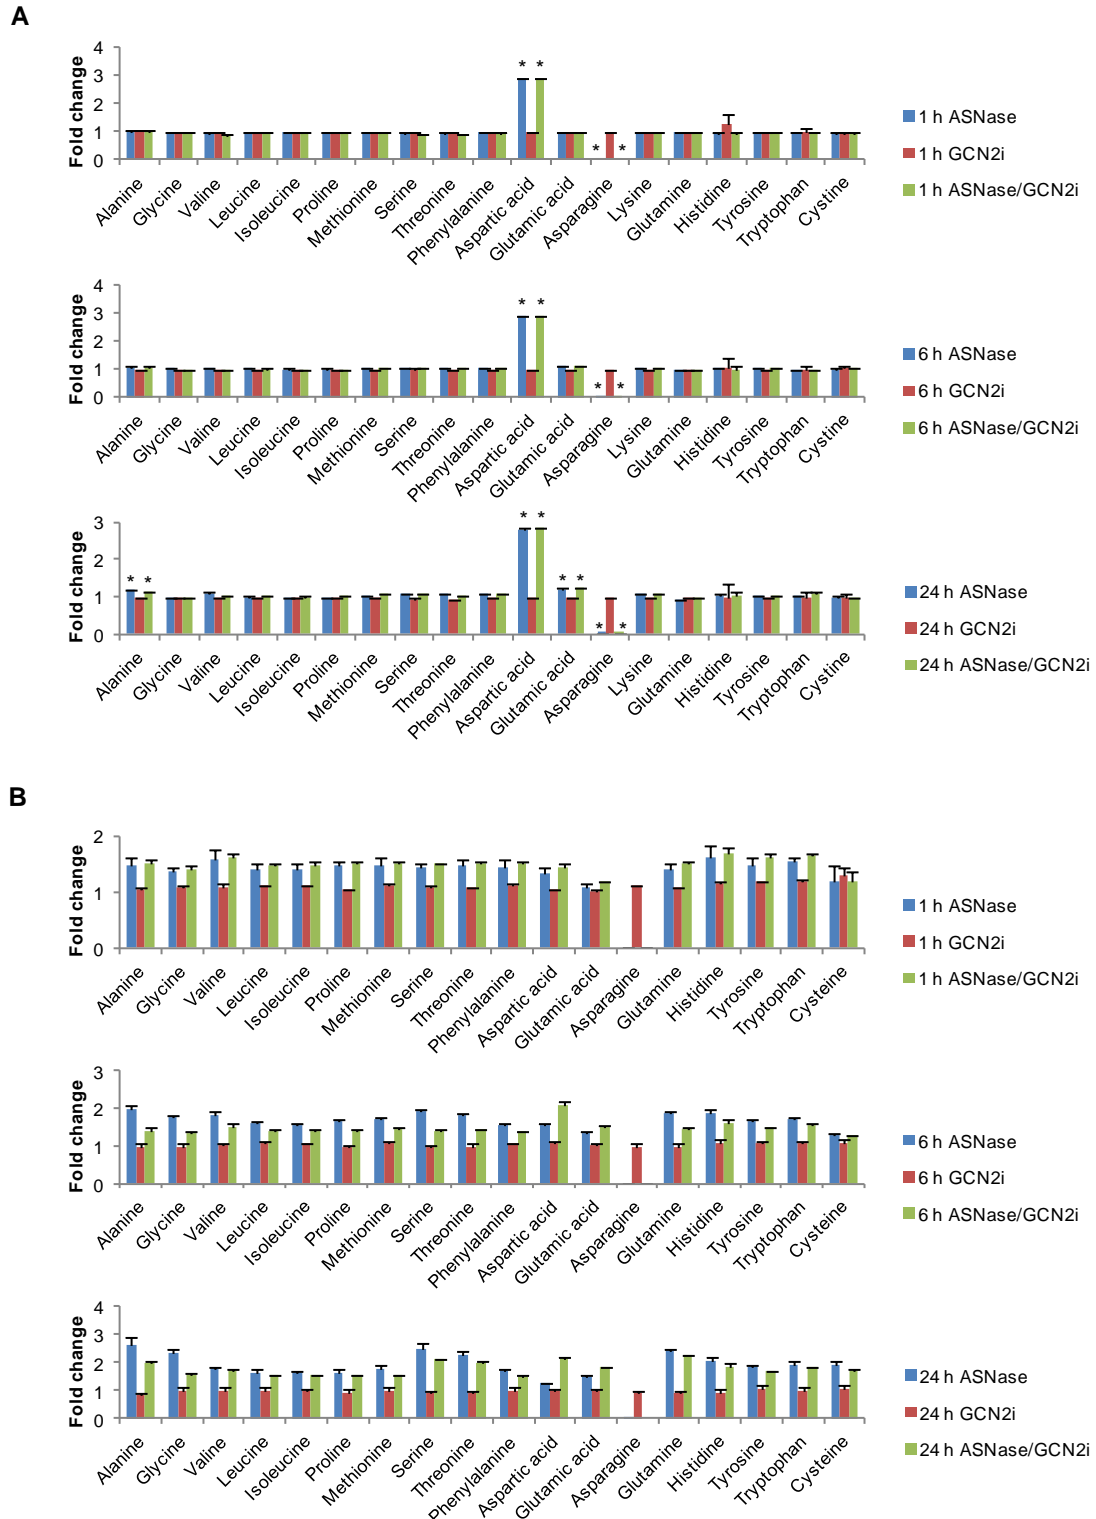 A
Fold change
4
3
2
1
0
* *
* *
Alanine
Glycine
Valine
Leucine
Isoleucine
Proline
Methionine
Serine
Threonine
Phenylalanine
Aspartic acid
Glutamic acid
Asparagine
Lysine
Glutamine
Histidine
Tyrosine
Tryptophan
Cystine
1 h ASNase
1 h GCN2i
1 h ASNase/GCN2i
Fold change
4
3
2
1
0
* *
* *
Alanine
Glycine
Valine
Leucine
Isoleucine
Proline
Methionine
Serine
Threonine
Phenylalanine
Aspartic acid
Glutamic acid
Asparagine
Lysine
Glutamine
Histidine
Tyrosine
Tryptophan
Cystine
6 h ASNase
6 h GCN2i
6 h ASNase/GCN2i
Fold change
3
2
1
0
* *
* *
* *
* *
Alanine
Glycine
Valine
Leucine
Isoleucine
Proline
Methionine
Serine
Threonine
Phenylalanine
Aspartic acid
Glutamic acid
Asparagine
Lysine
Glutamine
Histidine
Tyrosine
Tryptophan
Cystine
24 h ASNase
24 h GCN2i
24 h ASNase/GCN2i
B
Fold change
2
1
0
Alanine
Glycine
Valine
Leucine
Isoleucine
Proline
Methionine
Serine
Threonine
Phenylalanine
Aspartic acid
Glutamic acid
Asparagine
Glutamine
Histidine
Tyrosine
Tryptophan
Cysteine
1 h ASNase
1 h GCN2i
1 h ASNase/GCN2i
Fold change
3
2
1
0
Alanine
Glycine
Valine
Leucine
Isoleucine
Proline
Methionine
Serine
Threonine
Phenylalanine
Aspartic acid
Glutamic acid
Asparagine
Glutamine
Histidine
Tyrosine
Tryptophan
Cysteine
6 h ASNase
6 h GCN2i
6 h ASNase/GCN2i
Fold change
4
3
2
1
0
Alanine
Glycine
Valine
Leucine
Isoleucine
Proline
Methionine
Serine
Threonine
Phenylalanine
Aspartic acid
Glutamic acid
Asparagine
Glutamine
Histidine
Tyrosine
Tryptophan
Cysteine
24 h ASNase
24 h GCN2i
24 h ASNase/GCN2i